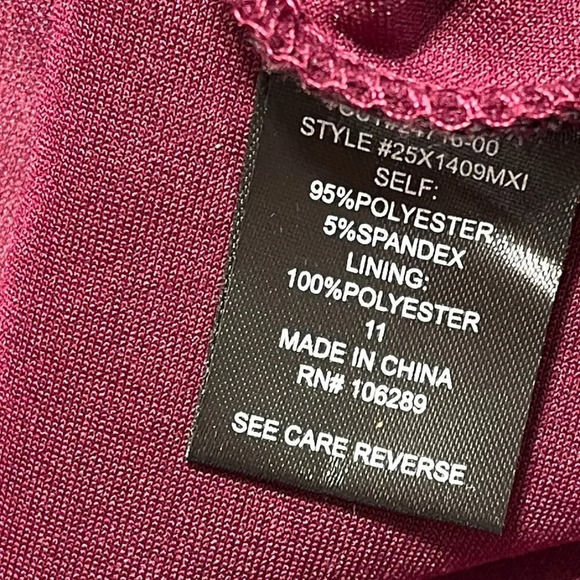 STYLE #25X1409MXI
SELF:
95%POLYESTER
5%SPANDEX
LINING:
100%POLYESTER
11
MADE IN CHINA
RN# 106289
SEE CARE REVERSE